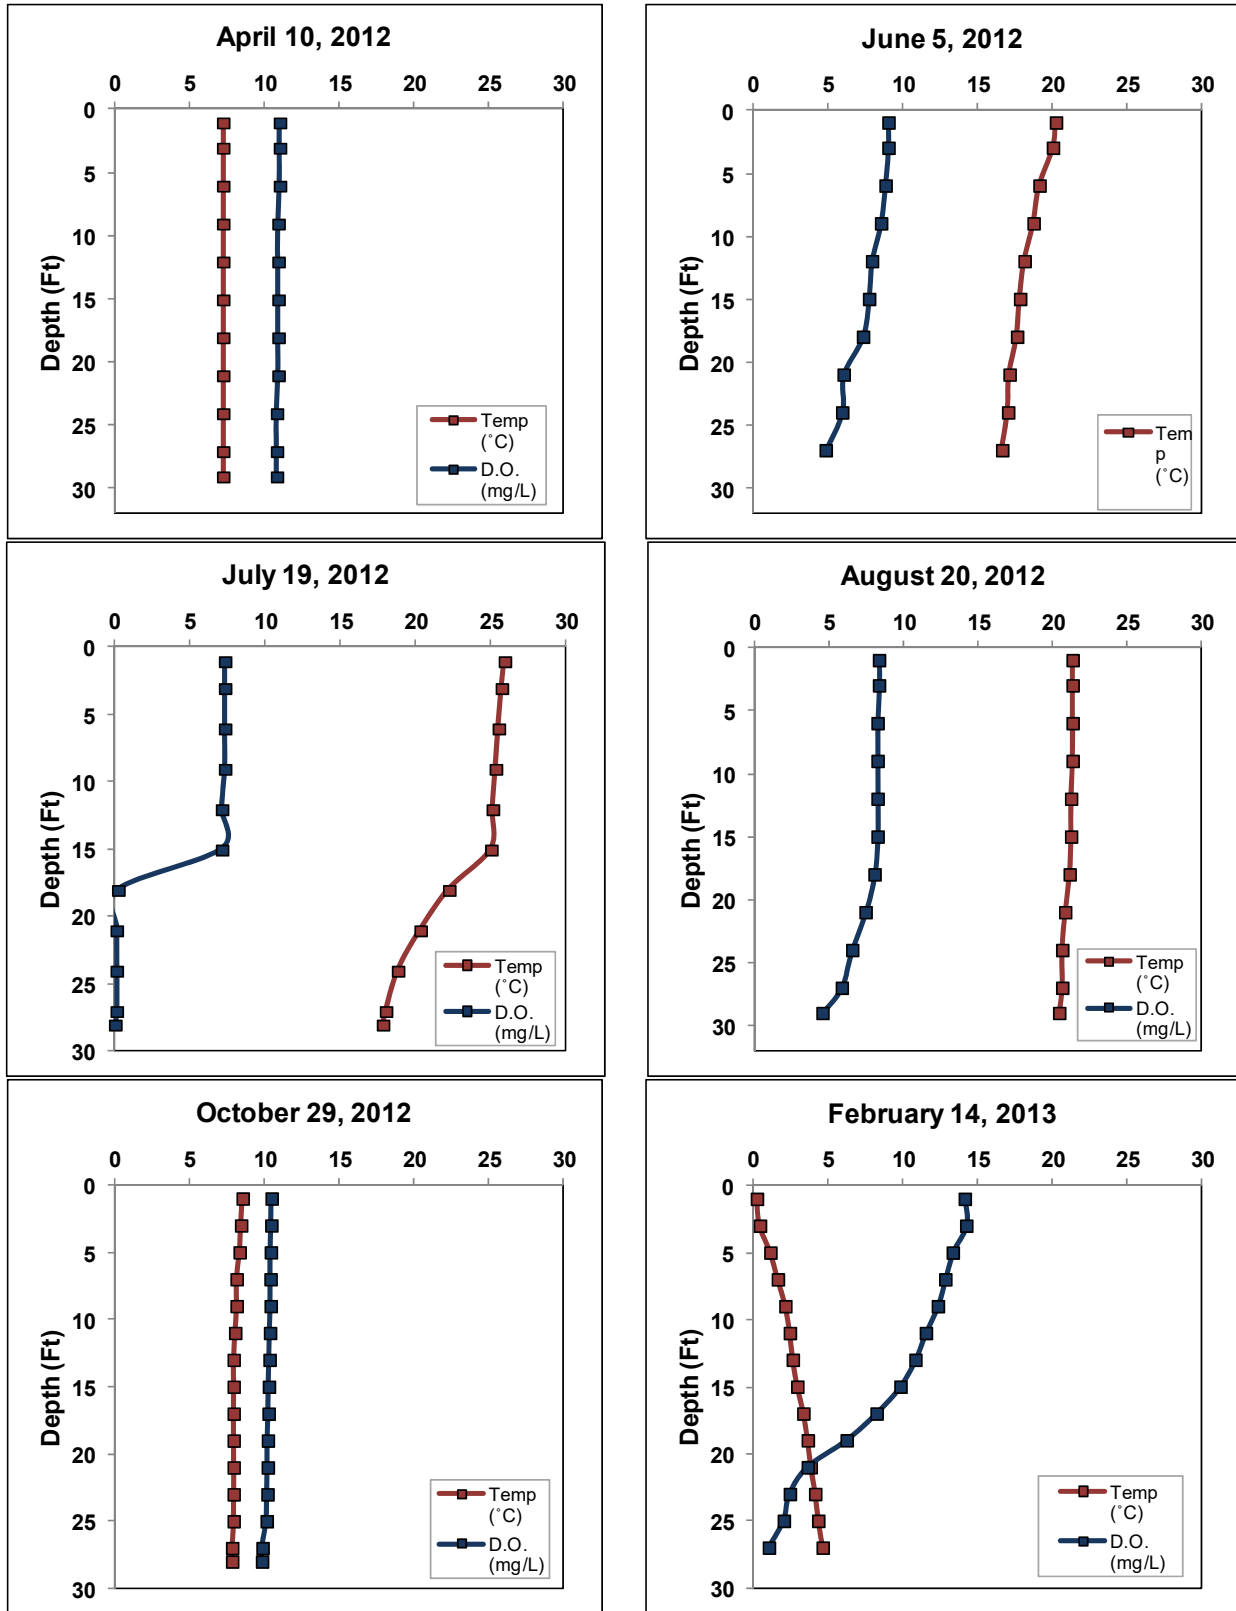 April 10, 2012
0 5 10 15 20 25 30
0
5
10
15
20
25
30
Depth (Ft)
Temp
(˚C)
D.O.
(mg/L)
June 5, 2012
0 5 10 15 20 25 30
0
5
10
15
20
25
30
Depth (Ft)
Tem
p
(˚C)
July 19, 2012
0 5 10 15 20 25 30
0
5
10
15
20
25
30
Depth (Ft)
Temp
(˚C)
D.O.
(mg/L)
August 20, 2012
0 5 10 15 20 25 30
0
5
10
15
20
25
30
Depth (Ft)
Temp
(˚C)
D.O.
(mg/L)
October 29, 2012
0 5 10 15 20 25 30
0
5
10
15
20
25
30
Depth (Ft)
Temp
(˚C)
D.O.
(mg/L)
February 14, 2013
0 5 10 15 20 25 30
0
5
10
15
20
25
30
Depth (Ft)
Temp
(˚C)
D.O.
(mg/L)